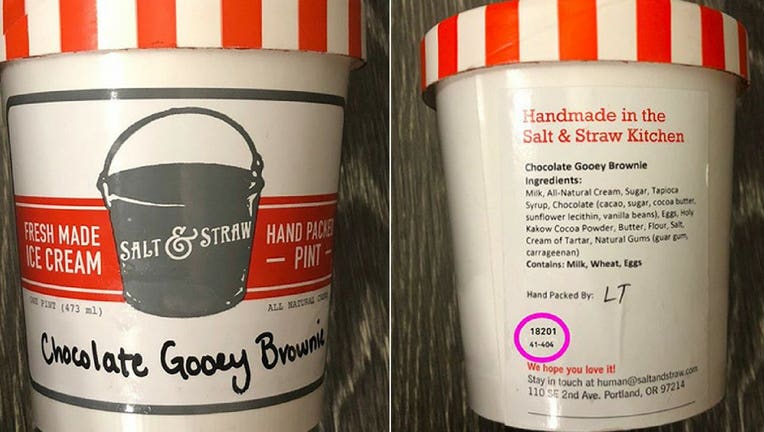 SALT & STRAW
FRESH MADE
ICE CREAM
HAND PACKED
— PINT —
ONE PINT (473 ml)
ALL NATURAL
Chocolate Gooey Brownie
Handmade in the
Salt & Straw Kitchen
Chocolate Gooey Brownie
Ingredients:
Milk, All-Natural Cream, Sugar, Tapioca
Syrup, Chocolate (cacao, sugar, cocoa butter,
sunflower lecithin, vanilla beans), Eggs, Holy
Kakow Cocoa Powder, Butter, Flour, Salt,
Cream of Tartar, Natural Gums (guar gum,
carrageenan)
Contains: Milk, Wheat, Eggs
Hand Packed By: LT
18201
41-404
We hope you love it!
Stay in touch at human@saltandstraw.com
110 SE 2nd Ave. Portland, OR 97214